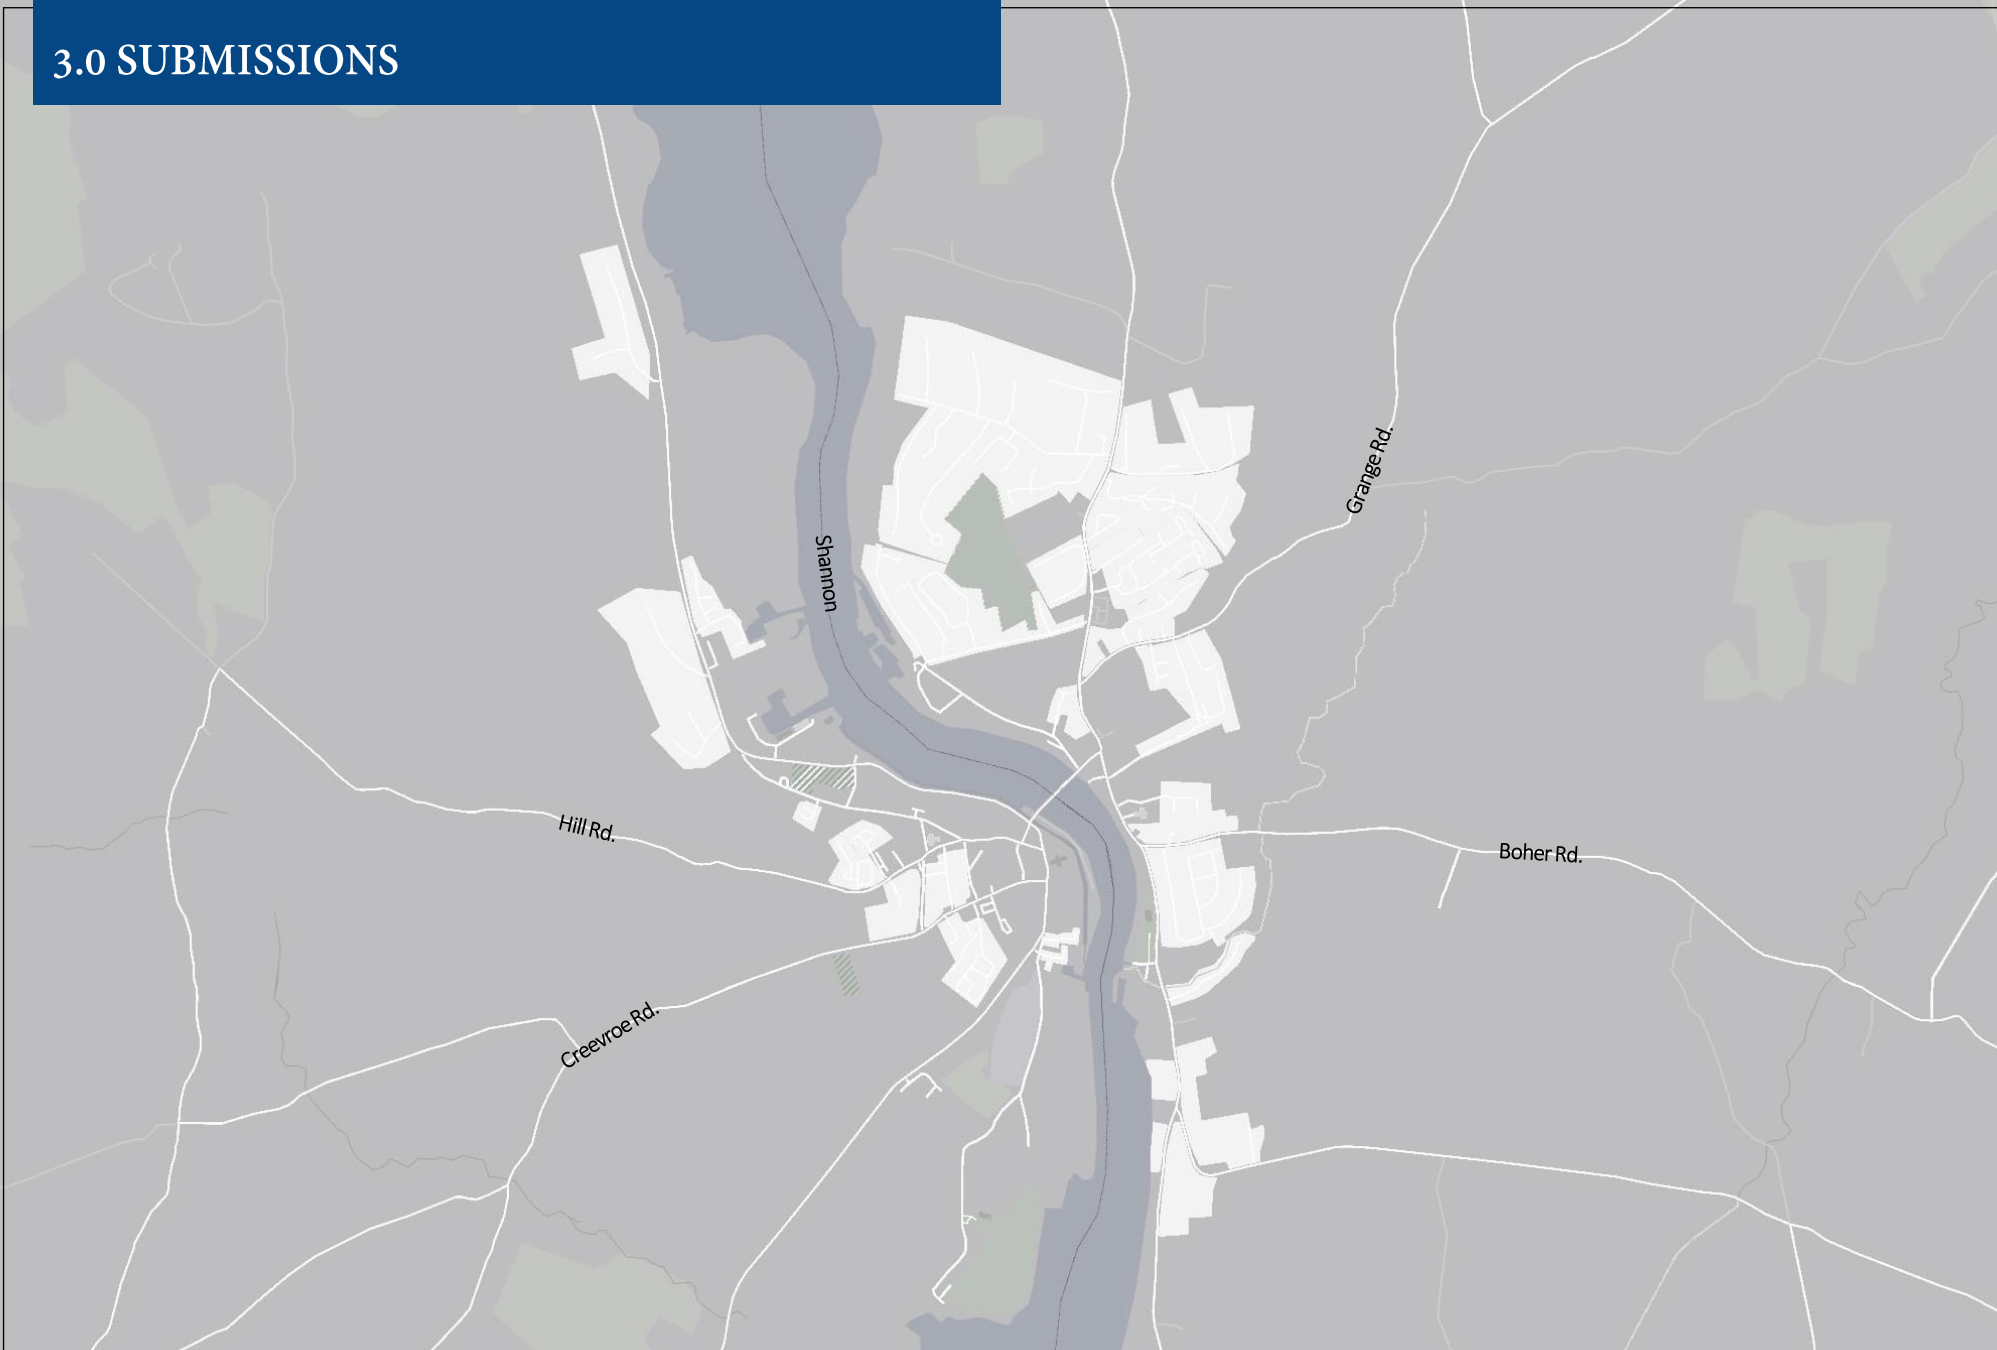 3.0 SUBMISSIONS
Grange Rd.
Shannon
Hill Rd.
Boher Rd.
Creevroe Rd.